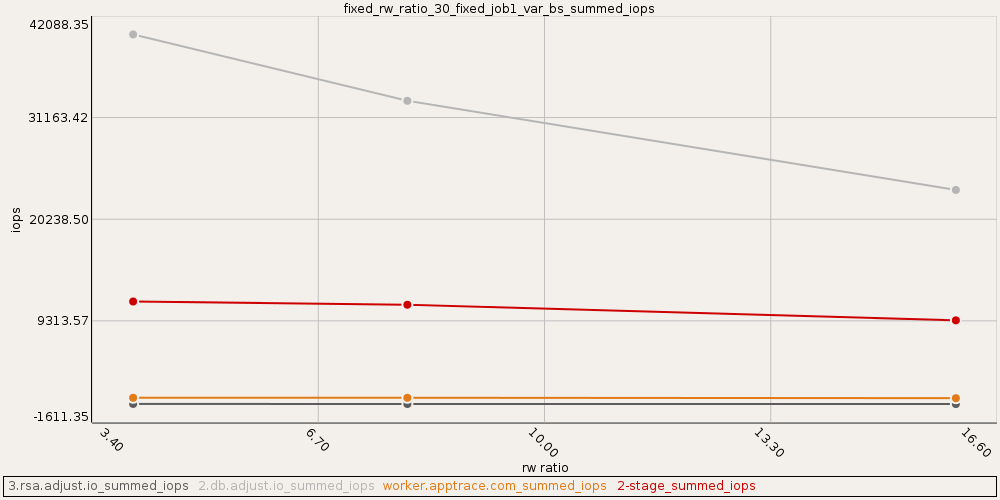 fixed_rw_ratio_30_fixed_job1_var_bs_summed_iops
42088.35
31163.42
20238.50
9313.57
-1611.35
iops
3.40
6.70
10.00
13.30
16.60
rw ratio
3.rsa.adjust.io_summed_iops 2.db.adjust.io_summed_iops worker.apptrace.com_summed_iops 2-stage_summed_iops